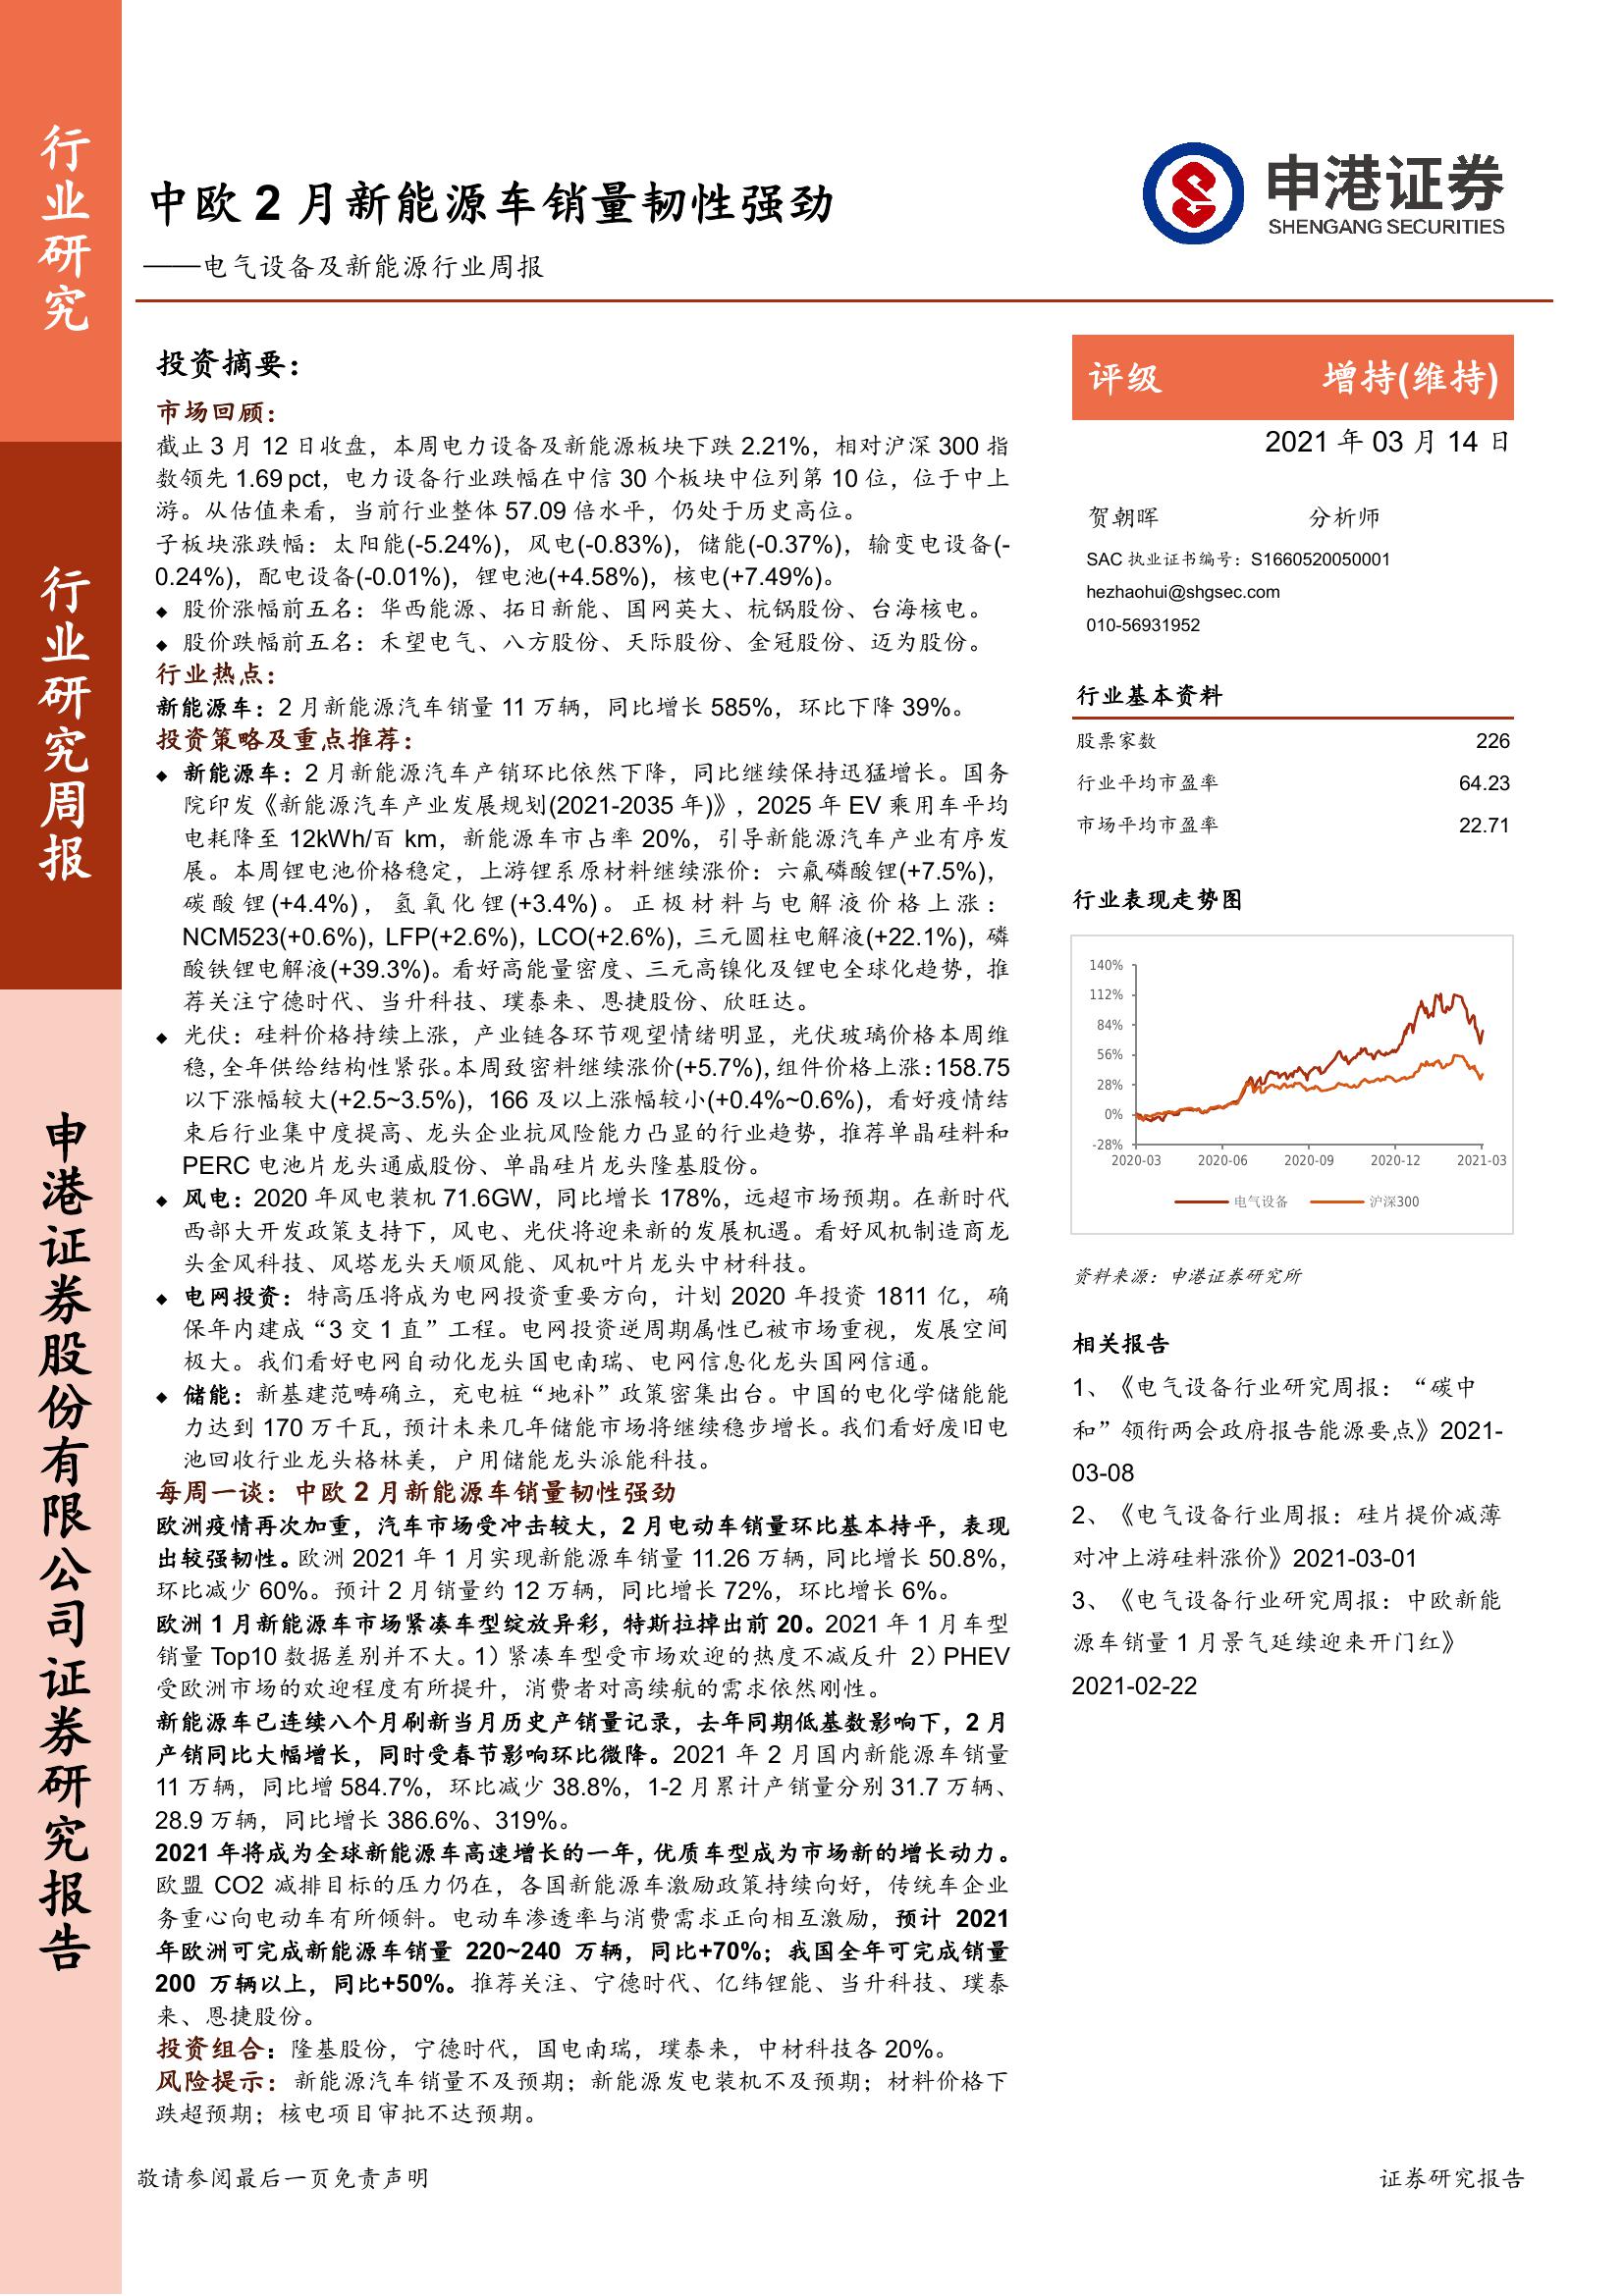 行业研究
行业研究周报
申港证券股份有限公司证券研究报告
中欧 2 月新能源车销量韧性强劲
——电气设备及新能源行业周报
申港证券
SHENGANG SECURITIES
投资摘要：
市场回顾：
截止 3 月 12 日收盘，本周电力设备及新能源板块下跌 2.21%，相对沪深 300 指
数领先 1.69 pct，电力设备行业跌幅在中信 30 个板块中位列第 10 位，位于中上
游。从估值来看，当前行业整体 57.09 倍水平，仍处于历史高位。
子板块涨跌幅：太阳能(-5.24%)，风电(-0.83%)，储能(-0.37%)，输变电设备(-
0.24%)，配电设备(-0.01%)，锂电池(+4.58%)，核电(+7.49%)。
◆ 股价涨幅前五名：华西能源、拓日新能、国网英大、杭锅股份、台海核电。
◆ 股价跌幅前五名：禾望电气、八方股份、天际股份、金冠股份、迈为股份。
行业热点：
新能源车：2 月新能源汽车销量 11 万辆，同比增长 585%，环比下降 39%。
投资策略及重点推荐：
◆ 新能源车：2 月新能源汽车产销环比依然下降，同比继续保持迅猛增长。国务
院印发《新能源汽车产业发展规划(2021-2035 年)》，2025 年 EV 乘用车平均
电耗降至 12kWh/百 km，新能源车市占率 20%，引导新能源汽车产业有序发
展。本周锂电池价格稳定，上游锂系原材料继续涨价：六氟磷酸锂(+7.5%)，
碳酸锂(+4.4%)，氢氧化锂(+3.4%)。正极材料与电解液价格上涨：
NCM523(+0.6%)，LFP(+2.6%)，LCO(+2.6%)，三元圆柱电解液(+22.1%)，磷
酸铁锂电解液(+39.3%)。看好高能量密度、三元高镍化及锂电全球化趋势，推
荐关注宁德时代、当升科技、璞泰来、恩捷股份、欣旺达。
◆ 光伏：硅料价格持续上涨，产业链各环节观望情绪明显，光伏玻璃价格本周维
稳，全年供给结构性紧张。本周致密料继续涨价(+5.7%)，组件价格上涨：158.75
以下涨幅较大(+2.5~3.5%)，166 及以上涨幅较小(+0.4%~0.6%)，看好疫情结
束后行业集中度提高、龙头企业抗风险能力凸显的行业趋势，推荐单晶硅料和
PERC 电池片龙头通威股份、单晶硅片龙头隆基股份。
◆ 风电：2020 年风电装机 71.6GW，同比增长 178%，远超市场预期。在新时代
西部大开发政策支持下，风电、光伏将迎来新的发展机遇。看好风机制造商龙
头金风科技、风塔龙头天顺风能、风机叶片龙头中材科技。
◆ 电网投资：特高压将成为电网投资重要方向，计划 2020 年投资 1811 亿，确
保年内建成“3 交 1 直”工程。电网投资逆周期属性已被市场重视，发展空间
极大。我们看好电网自动化龙头国电南瑞、电网信息化龙头国网信通。
◆ 储能：新基建范畴确立，充电桩“地补”政策密集出台。中国的电化学储能能
力达到 170 万千瓦，预计未来几年储能市场将继续稳步增长。我们看好废旧电
池回收行业龙头格林美，户用储能龙头派能科技。
每周一谈：中欧 2 月新能源车销量韧性强劲
欧洲疫情再次加重，汽车市场受冲击较大，2 月电动车销量环比基本持平，表现
出较强韧性。欧洲 2021 年 1 月实现新能源车销量 11.26 万辆，同比增长 50.8%，
环比减少 60%。预计 2 月销量约 12 万辆，同比增长 72%，环比增长 6%。
欧洲 1 月新能源车市场紧凑车型绽放异彩，特斯拉掉出前 20。2021 年 1 月车型
销量 Top10 数据差别并不大。1）紧凑车型受市场欢迎的热度不减反升 2）PHEV
受欧洲市场的欢迎程度有所提升，消费者对高续航的需求依然刚性。
新能源车已连续八个月刷新当月历史产销量记录，去年同期低基数影响下，2 月
产销同比大幅增长，同时受春节影响环比微降。2021 年 2 月国内新能源车销量
11 万辆，同比增 584.7%，环比减少 38.8%，1-2 月累计产销量分别 31.7 万辆、
28.9 万辆，同比增长 386.6%、319%。
2021 年将成为全球新能源车高速增长的一年，优质车型成为市场新的增长动力。
欧盟 CO2 减排目标的压力仍在，各国新能源车激励政策持续向好，传统车企业
务重心向电动车有所倾斜。电动车渗透率与消费需求正向相互激励，预计 2021
年欧洲可完成新能源车销量 220~240 万辆，同比+70%；我国全年可完成销量
200 万辆以上，同比+50%。推荐关注、宁德时代、亿纬锂能、当升科技、璞泰
来、恩捷股份。
投资组合：隆基股份，宁德时代，国电南瑞，璞泰来，中材科技各 20%。
风险提示：新能源汽车销量不及预期；新能源发电装机不及预期；材料价格下
跌超预期；核电项目审批不达预期。
评级 增持(维持)
2021 年 03 月 14 日
贺朝晖 分析师
SAC 执业证书编号：S1660520050001
hezhaohui@shgsec.com
010-56931952
行业基本资料
股票家数 226
行业平均市盈率 64.23
市场平均市盈率 22.71
行业表现走势图
140%
112%
84%
56%
28%
0%
-28%
2020-03 2020-06 2020-09 2020-12 2021-03
电气设备 沪深300
资料来源：申港证券研究所
相关报告
1、《电气设备行业研究周报：“碳中
和”领衔两会政府报告能源要点》2021-
03-08
2、《电气设备行业周报：硅片提价减薄
对冲上游硅料涨价》2021-03-01
3、《电气设备行业研究周报：中欧新能
源车销量 1 月景气延续迎来开门红》
2021-02-22
敬请参阅最后一页免责声明 证券研究报告